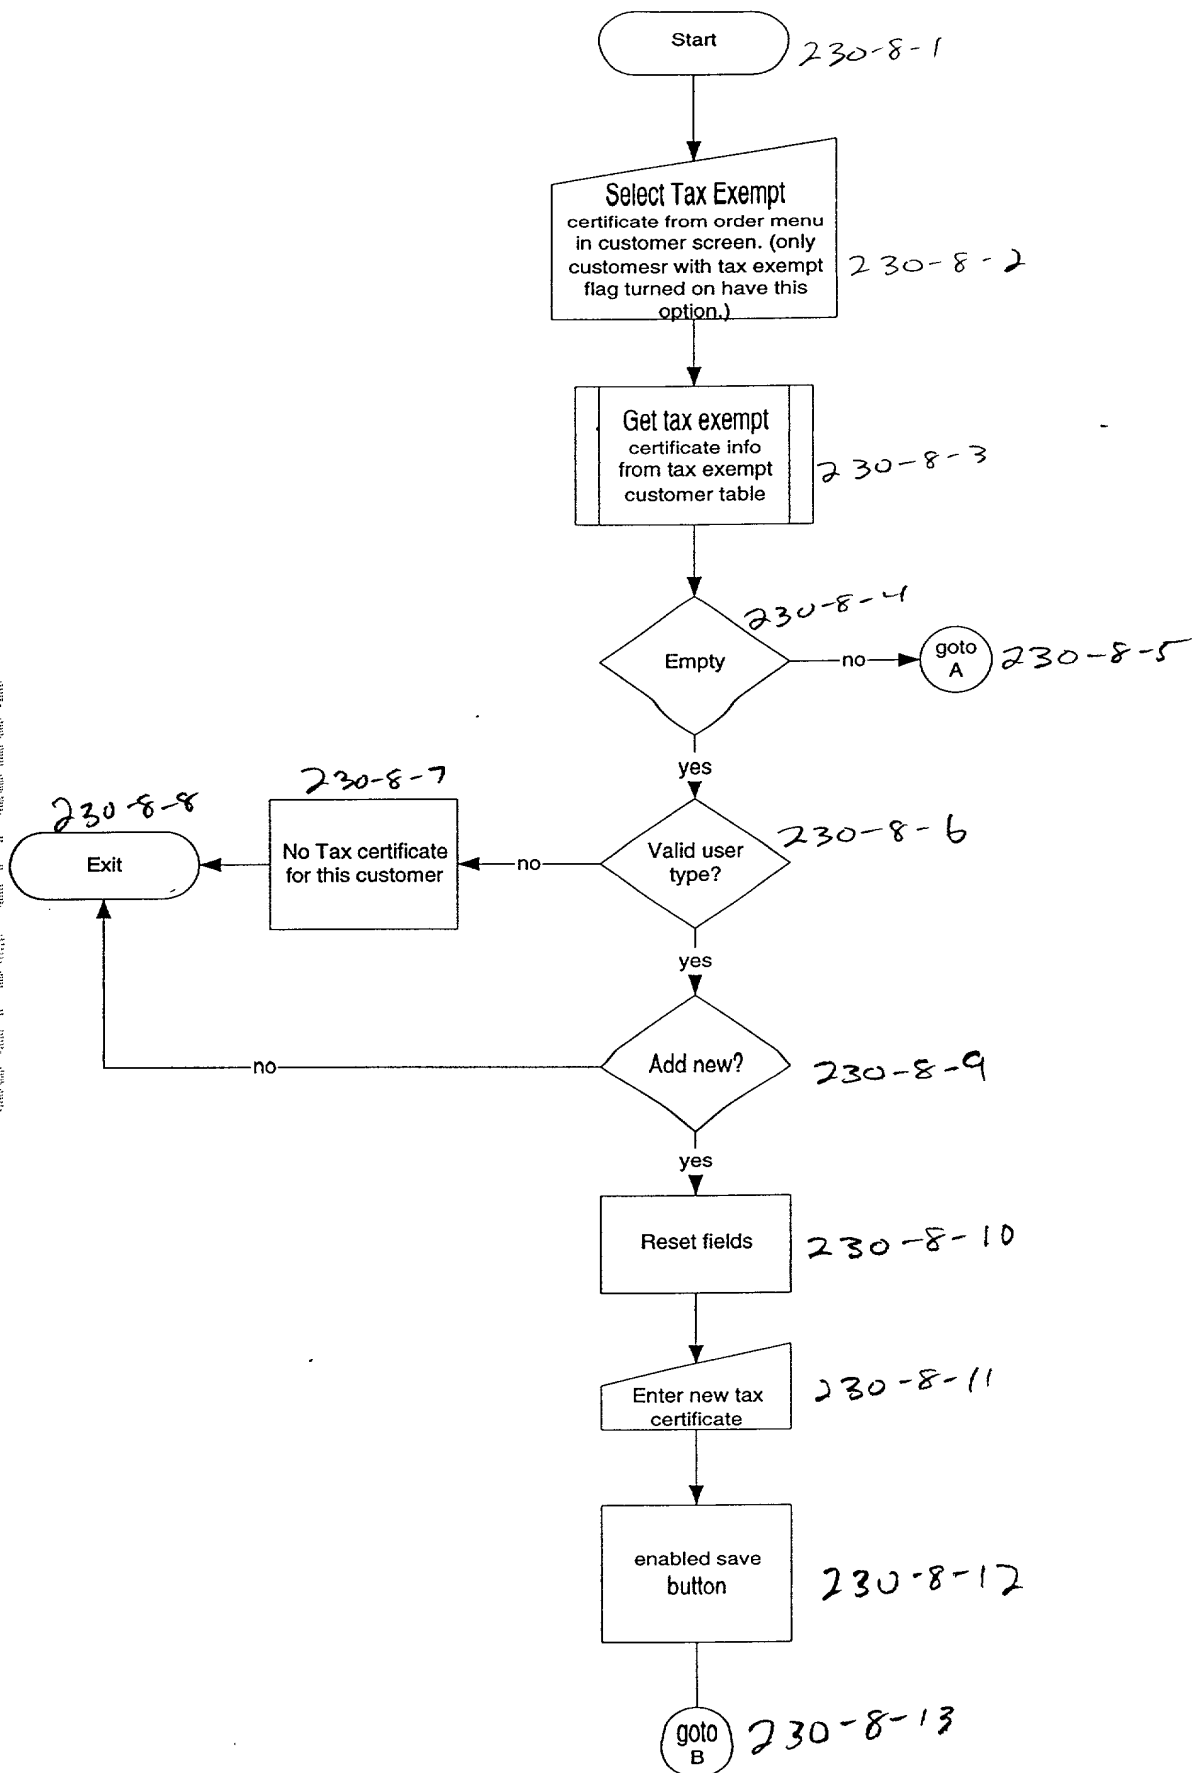 Start
230-8-1
Select Tax Exempt
certificate from order menu
in customer screen. (only
customesr with tax exempt
flag turned on have this
option.)
230-8-2
Get tax exempt
certificate info
from tax exempt
customer table
230-8-3
230-8-4
Empty
no
goto
A
230-8-5
yes
230-8-7
230-8-8
Exit
No Tax certificate
for this customer
no
Valid user
type?
230-8-6
yes
no
Add new?
230-8-9
yes
Reset fields
230-8-10
Enter new tax
certificate
230-8-11
enabled save
button
230-8-12
goto
B
230-8-13